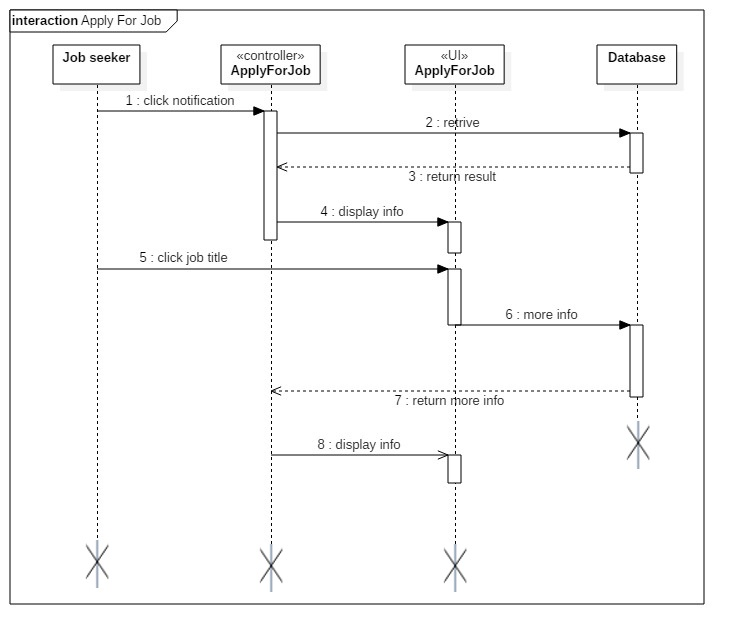 interaction Apply For Job
Job seeker
«controller»
ApplyForJob
«UI»
ApplyForJob
Database
1 : click notification
2 : retrive
3 : return result
4 : display info
5 : click job title
6 : more info
7 : return more info
8 : display info